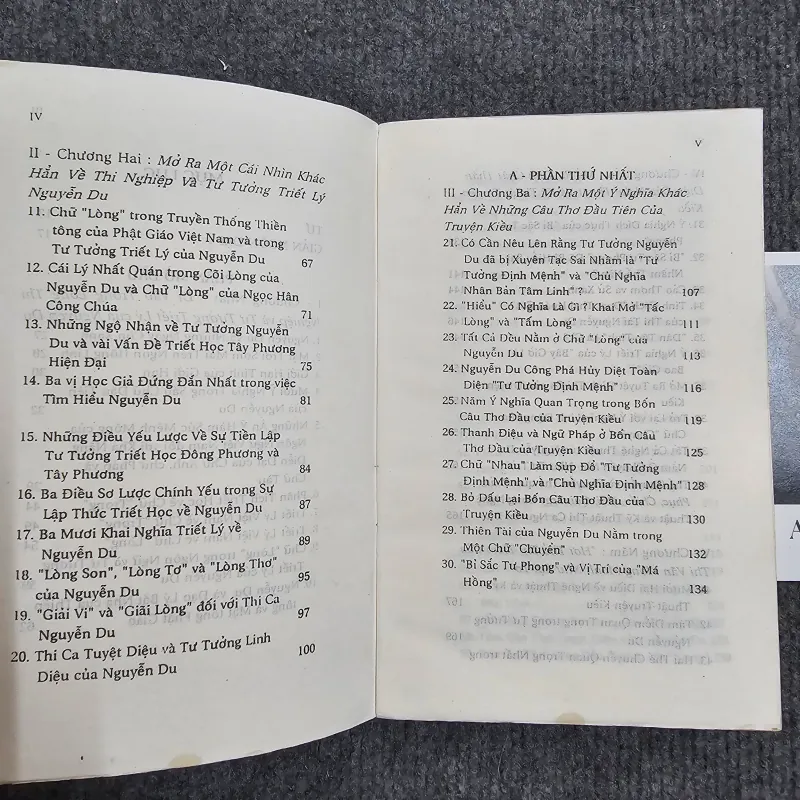 IV
II - Chương Hai : Mở Ra Một Cái Nhìn Khác
Hẳn Về Thi Nghiệp Và Tư Tưởng Triết Lý
Nguyễn Du
11. Chữ "Lòng" trong Truyền Thống Thiền
tông của Phật Giáo Việt Nam và trong
Tư Tưởng Triết Lý của Nguyễn Du 67
12. Cái Lý Nhất Quán trong Cõi Lòng của
Nguyễn Du và Chữ "Lòng" của Ngọc Hân
Công Chúa 71
13. Những Ngộ Nhận về Tư Tưởng Nguyễn
Du và vài Vấn Đề Triết Học Tây Phương
Hiện Đại 75
14. Ba vị Học Giả Đứng Đắn Nhất trong việc
Tìm Hiểu Nguyễn Du 81
15. Những Điều Yếu Lược Về Sự Tiền Lập
Tư Tưởng Triết Học Đông Phương và
Tây Phương 84
16. Ba Điều Sơ Lược Chính Yếu trong Sự
Lập Thức Triết Học về Nguyễn Du 87
17. Ba Mươi Khai Nghĩa Triết Lý về
Nguyễn Du 89
18. "Lòng Son", "Lòng Tơ" và "Lòng Thơ"
của Nguyễn Du 95
19. "Giải Vi" và "Giãi Lòng" đối với Thi Ca
Nguyễn Du 97
20. Thi Ca Tuyệt Diệu và Tư Tưởng Linh
Diệu của Nguyễn Du 100
V
A - PHẦN THỨ NHẤT
III - Chương Ba : Mở Ra Một Ý Nghĩa Khác
Hẳn Về Những Câu Thơ Đầu Tiên Của
Truyện Kiều
21. Có Cần Nêu Lên Rằng Tư Tưởng Nguyễn
Du đã bị Xuyên Tạc Sai Nhầm là "Tư
Tưởng Định Mệnh" và "Chủ Nghĩa
Nhân Bản Tâm Linh" ? 107
22. "Hiểu" Có Nghĩa Là Gì ? Khai Mở "Tấc
Lòng" và "Tấm Lòng" 111
23. Tất Cả Đều Nằm ở Chữ "Lòng" của
Nguyễn Du 113
24. Nguyễn Du Công Phá Hủy Diệt Toàn
Diện "Tư Tưởng Định Mệnh" 116
25. Năm Ý Nghĩa Quan Trọng trong Bốn
Câu Thơ Đầu của Truyện Kiều 119
26. Thanh Điệu và Ngữ Pháp ở Bốn Câu
Thơ Đầu của Truyện Kiều 125
27. Chữ "Nhau" Làm Sụp Đổ "Tư Tưởng
Định Mệnh" và "Chủ Nghĩa Định Mệnh" 128
28. Bỏ Dấu Lại Bốn Câu Thơ Đầu của
Truyện Kiều 130
29. Thiên Tài của Nguyễn Du Nằm trong
Một Chữ "Chuyển" 132
30. "Bỉ Sắc Tư Phong" và Vị Trí của "Má
Hồng" 134
A